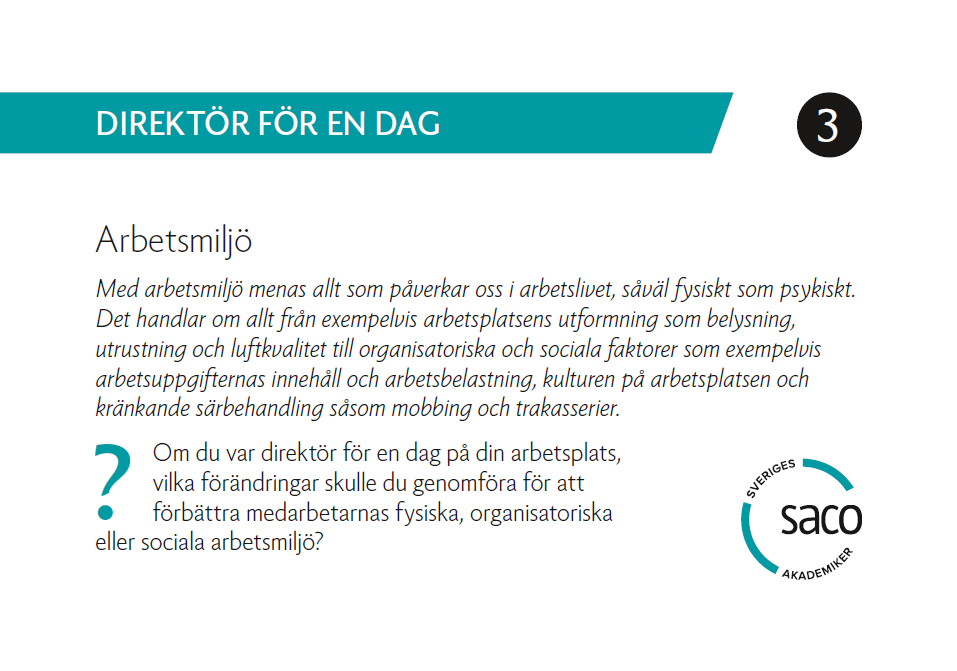 DIREKTÖR FÖR EN DAG
3
Arbetsmiljö
Med arbetsmiljö menas allt som påverkar oss i arbetslivet, såväl fysiskt som psykiskt.
Det handlar om allt från exempelvis arbetsplatsens utformning som belysning,
utrustning och luftkvalitet till organisatoriska och sociala faktorer som exempelvis
arbetsuppgifternas innehåll och arbetsbelastning, kulturen på arbetsplatsen och
kränkande särbehandling såsom mobbing och trakasserier.
? Om du var direktör för en dag på din arbetsplats,
vilka förändringar skulle du genomföra för att
förbättra medarbetarnas fysiska, organisatoriska
eller sociala arbetsmiljö?
SVERIGES
saco
AKADEMIKER